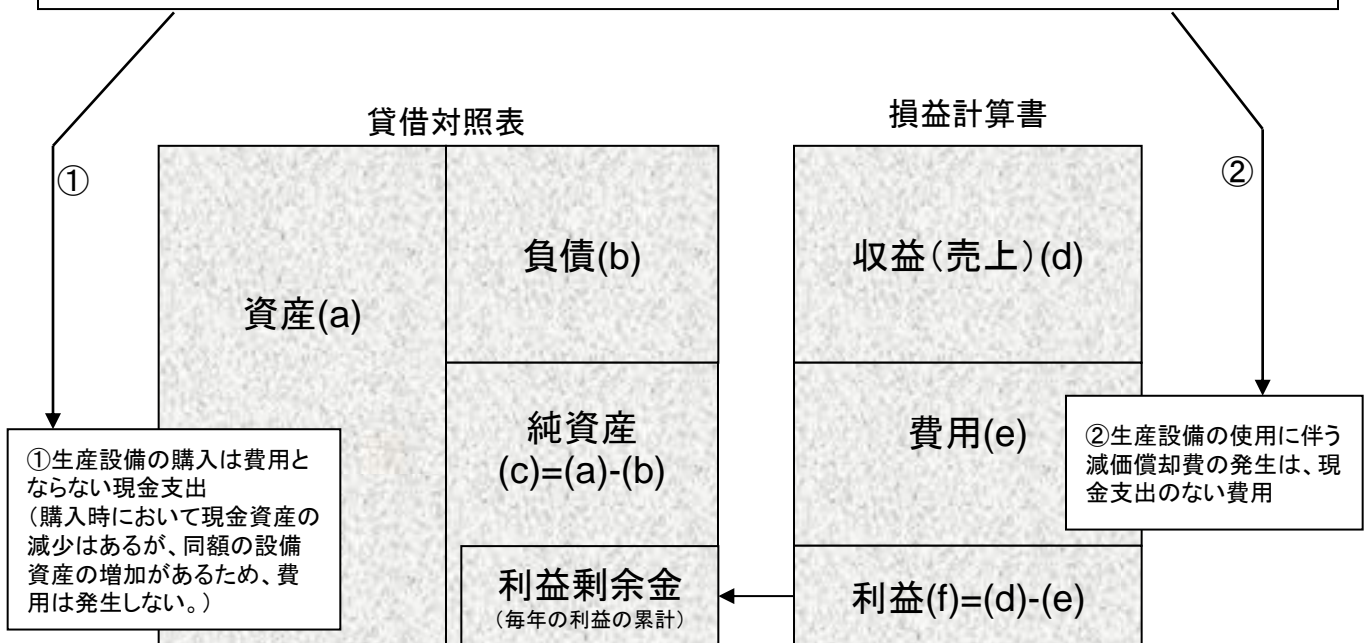 貸借対照表
損益計算書
①
②
資産(a)
負債(b)
純資産
(c)=(a)-(b)
利益剰余金
(毎年の利益の累計)
収益(売上)(d)
費用(e)
利益(f)=(d)-(e)
①生産設備の購入は費用と
ならない現金支出
(購入時において現金資産の
減少はあるが、同額の設備
資産の増加があるため、費
用は発生しない。)
②生産設備の使用に伴う
減価償却費の発生は、現
金支出のない費用